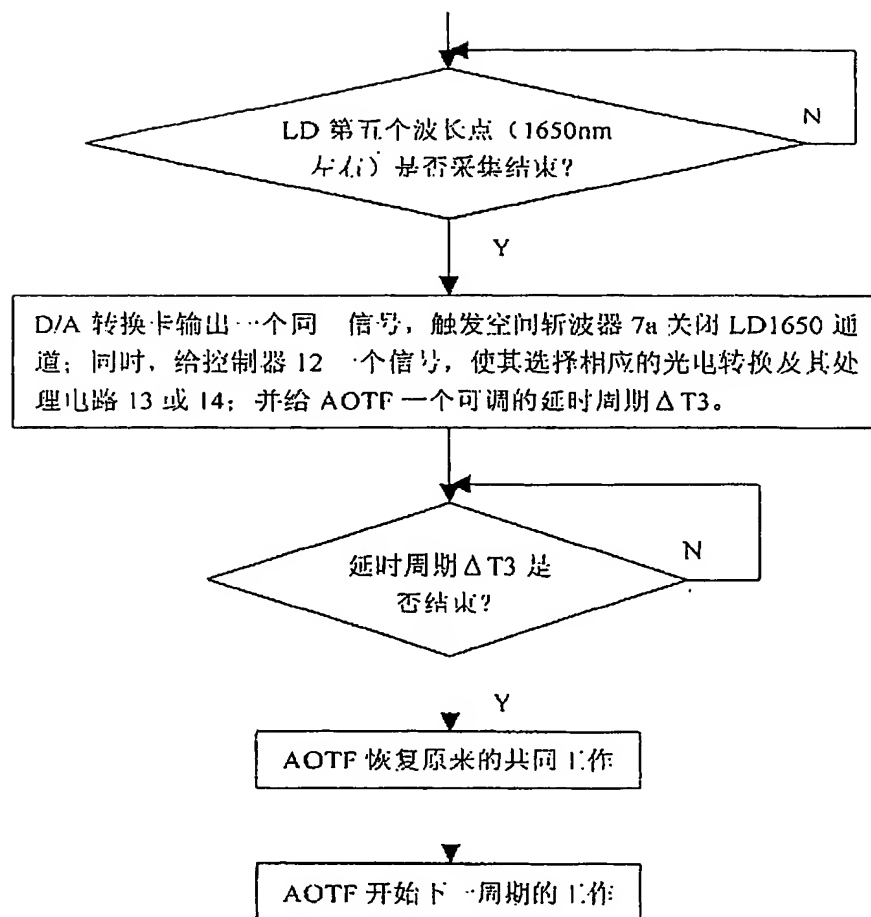 N
LD 第五个波长点（1650nm
左右）是否采集结束？
Y
D/A 转换卡输出一个同 信号，触发空间斩波器 7a 关闭 LD1650 通
道；同时，给控制器 12 一个信号，使其选择相应的光电转换及其处
理电路 13 或 14；并给 AOTF 一个可调的延时周期ΔT3。
N
延时周期ΔT3 是
否结束？
Y
AOTF 恢复原来的共同工作
AOTF 开始下一周期的工作